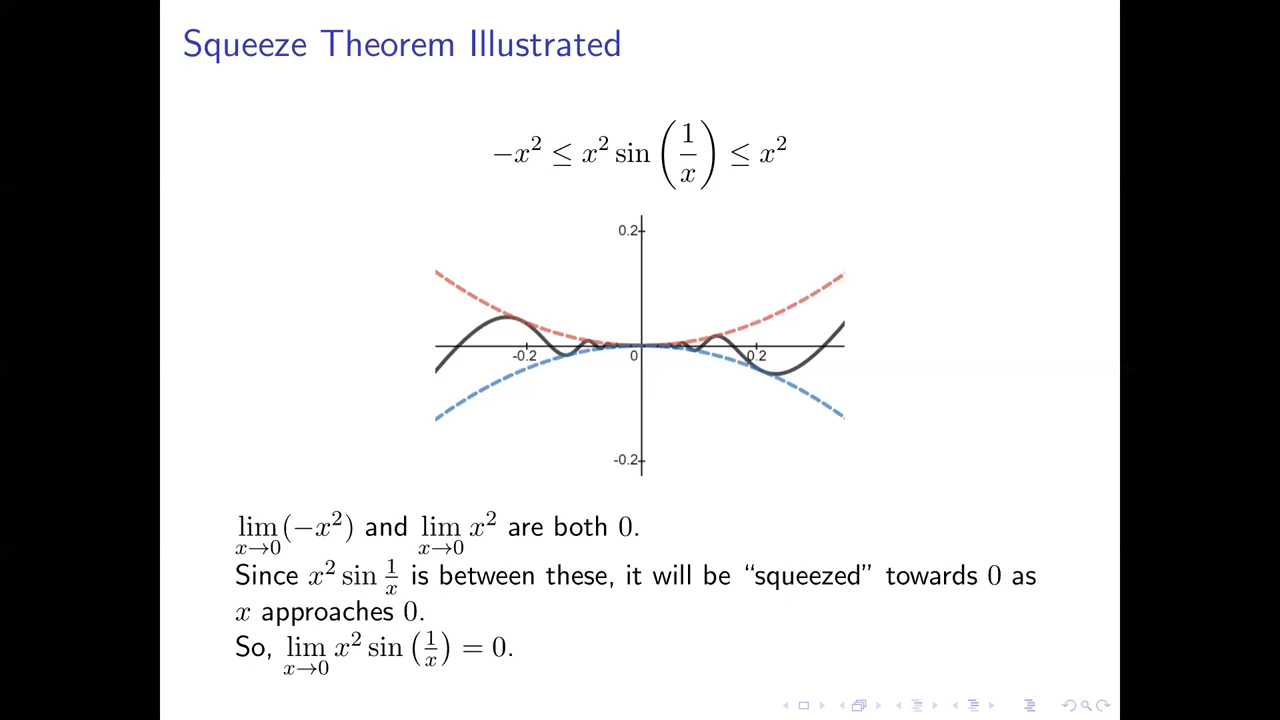 Squeeze Theorem Illustrated
−x² ≤ x² sin(1/x) ≤ x²
0.2
-0.2 0 0.2
-0.2
lim x→0 (−x²) and lim x→0 x² are both 0.
Since x² sin 1/x is between these, it will be “squeezed” towards 0 as
x approaches 0.
So, lim x→0 x² sin (1/x) = 0.